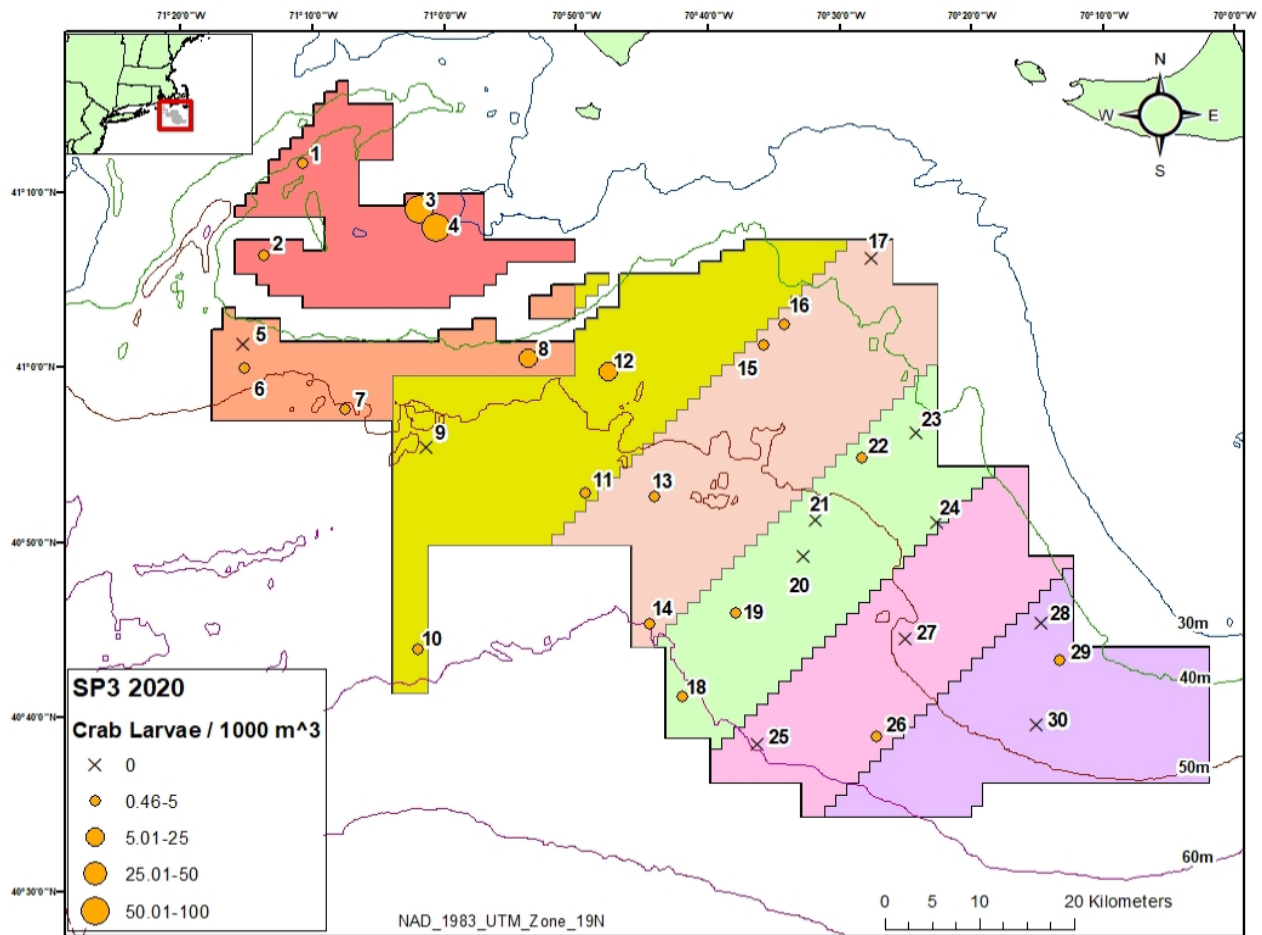 71°20'0"W 71°10'0"W 71°0'0"W 70°50'0"W 70°40'0"W 70°30'0"W 70°20'0"W 70°10'0"W 70°0'0"W
N
W E
S
1
41°10'0"N
3
4
2
17
16
5
8
12
15
41°0'0"N
6
7
23
9
22
11
13
21
24
40°50'0"N
20
14
19
28
30m
10
27
29
40m
18
SP3 2020
40°40'0"N
25
26
30
Crab Larvae / 1000 m^3
0
50m
0.46-5
5.01-25
60m
25.01-50
40°30'0"N
0 5 10 20 Kilometers
50.01-100
NAD_1983_UTM_Zone_19N